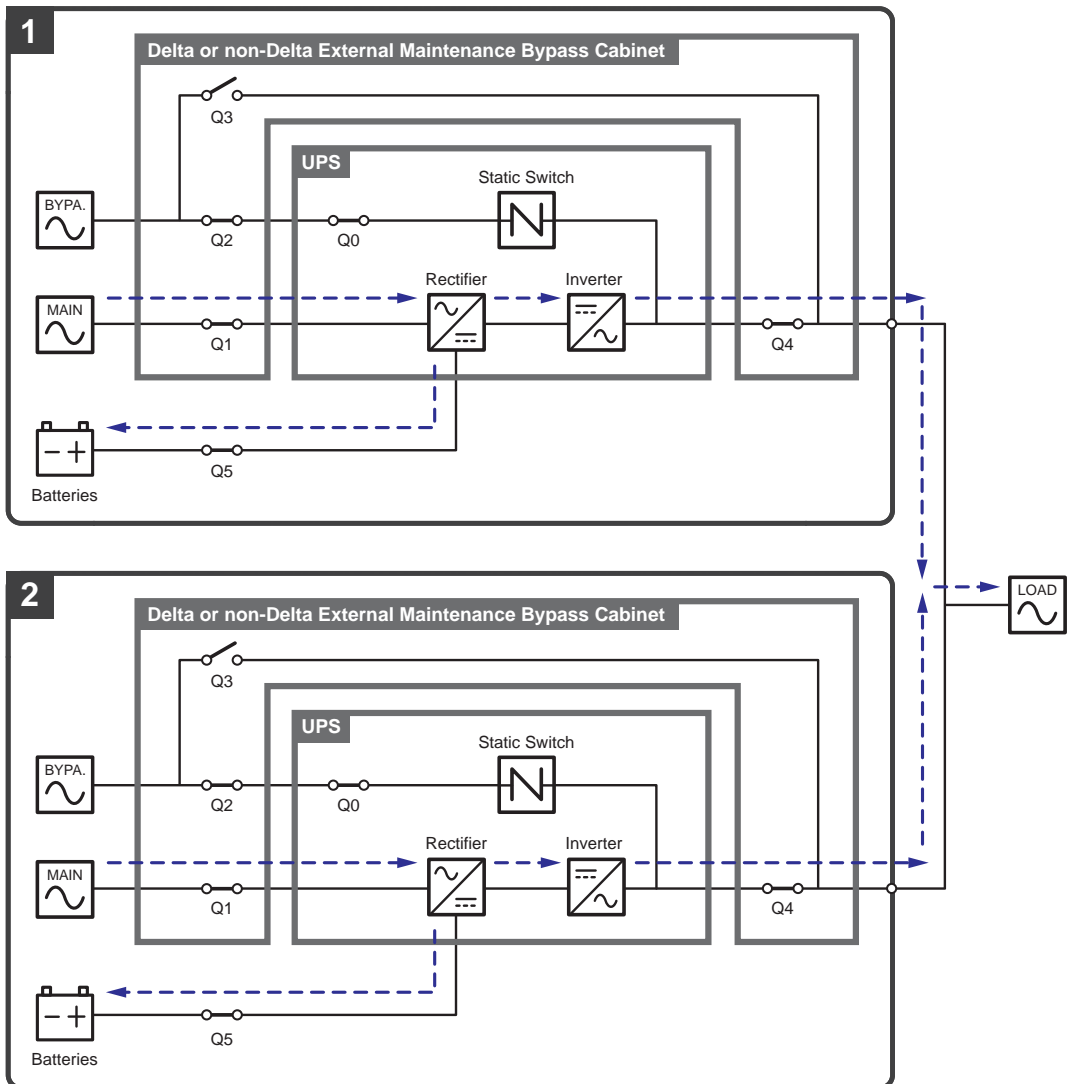 1
Delta or non-Delta External Maintenance Bypass Cabinet
Q3
UPS
Static Switch
BYPA.
Q2
Q0
Rectifier
Inverter
MAIN
Q1
Q4
Q5
Batteries
2
Delta or non-Delta External Maintenance Bypass Cabinet
LOAD
Q3
UPS
Static Switch
BYPA.
Q2
Q0
Rectifier
Inverter
MAIN
Q1
Q4
Q5
Batteries